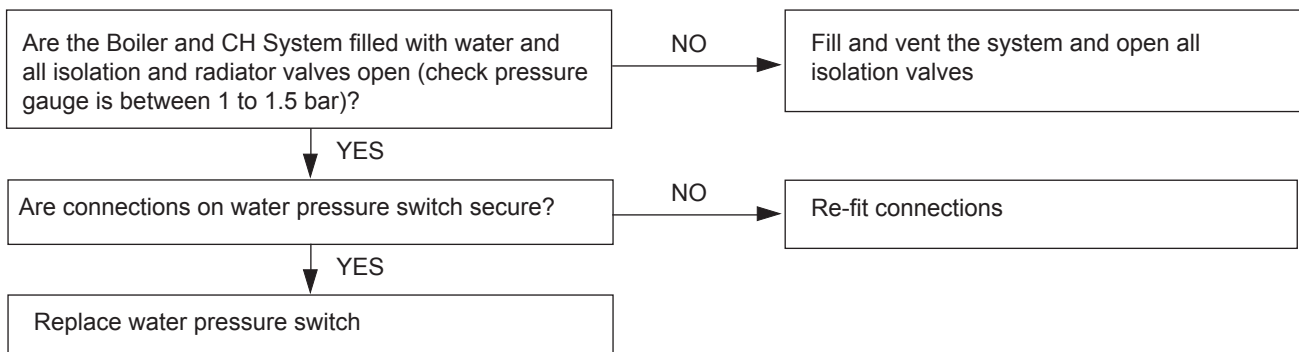 Are the Boiler and CH System filled with water and
all isolation and radiator valves open (check pressure
gauge is between 1 to 1.5 bar)?
NO
Fill and vent the system and open all
isolation valves
YES
Are connections on water pressure switch secure?
NO
Re-fit connections
YES
Replace water pressure switch